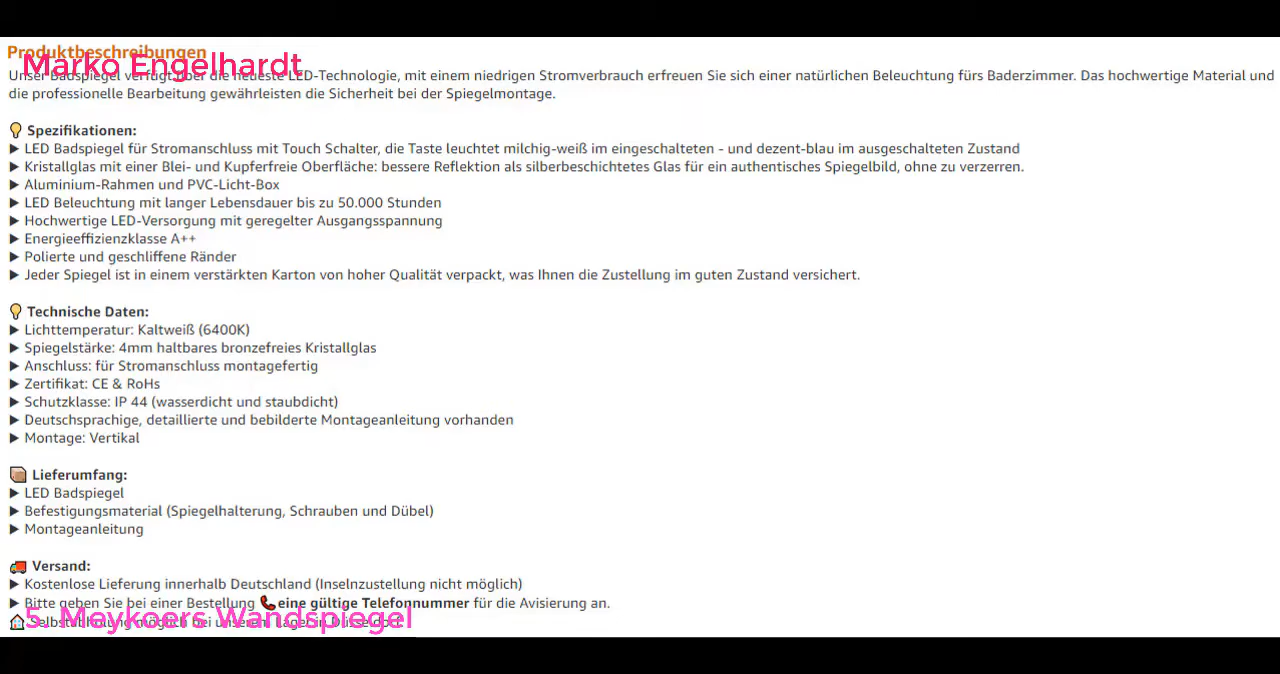 Produktbeschreibungen
Marko Engelhardt
Unser Badspiegel verfügt über die neueste LED-Technologie, mit einem niedrigen Stromverbrauch erfreuen Sie sich einer natürlichen Beleuchtung fürs Baderzimmer. Das hochwertige Material und
die professionelle Bearbeitung gewährleisten die Sicherheit bei der Spiegelmontage.
Spezifikationen:
► LED Badspiegel für Stromanschluss mit Touch Schalter, die Taste leuchtet milchig-weiß im eingeschalteten - und dezent-blau im ausgeschalteten Zustand
► Kristallglas mit einer Blei- und Kupferfreie Oberfläche: bessere Reflektion als silberbeschichtetes Glas für ein authentisches Spiegelbild, ohne zu verzerren.
► Aluminium-Rahmen und PVC-Licht-Box
► LED Beleuchtung mit langer Lebensdauer bis zu 50.000 Stunden
► Hochwertige LED-Versorgung mit geregelter Ausgangsspannung
► Energieeffizienzklasse A++
► Polierte und geschliffene Ränder
► Jeder Spiegel ist in einem verstärkten Karton von hoher Qualität verpackt, was Ihnen die Zustellung im guten Zustand versichert.
Technische Daten:
► Lichttemperatur: Kaltweiß (6400K)
► Spiegelstärke: 4mm haltbares bronzefreies Kristallglas
► Anschluss: für Stromanschluss montagefertig
► Zertifikat: CE & RoHs
► Schutzklasse: IP 44 (wasserdicht und staubdicht)
► Deutschsprachige, detaillierte und bebilderte Montageanleitung vorhanden
► Montage: Vertikal
Lieferumfang:
► LED Badspiegel
► Befestigungsmaterial (Spiegelhalterung, Schrauben und Dübel)
► Montageanleitung
Versand:
► Kostenlose Lieferung innerhalb Deutschland (Inselnzustellung nicht möglich)
► Bitte geben Sie bei einer Bestellung eine gültige Telefonnummer für die Avisierung an.
Selbstabholung möglich bei unserem Lager in Düsseldorf
5. Meykoers Wandspiegel